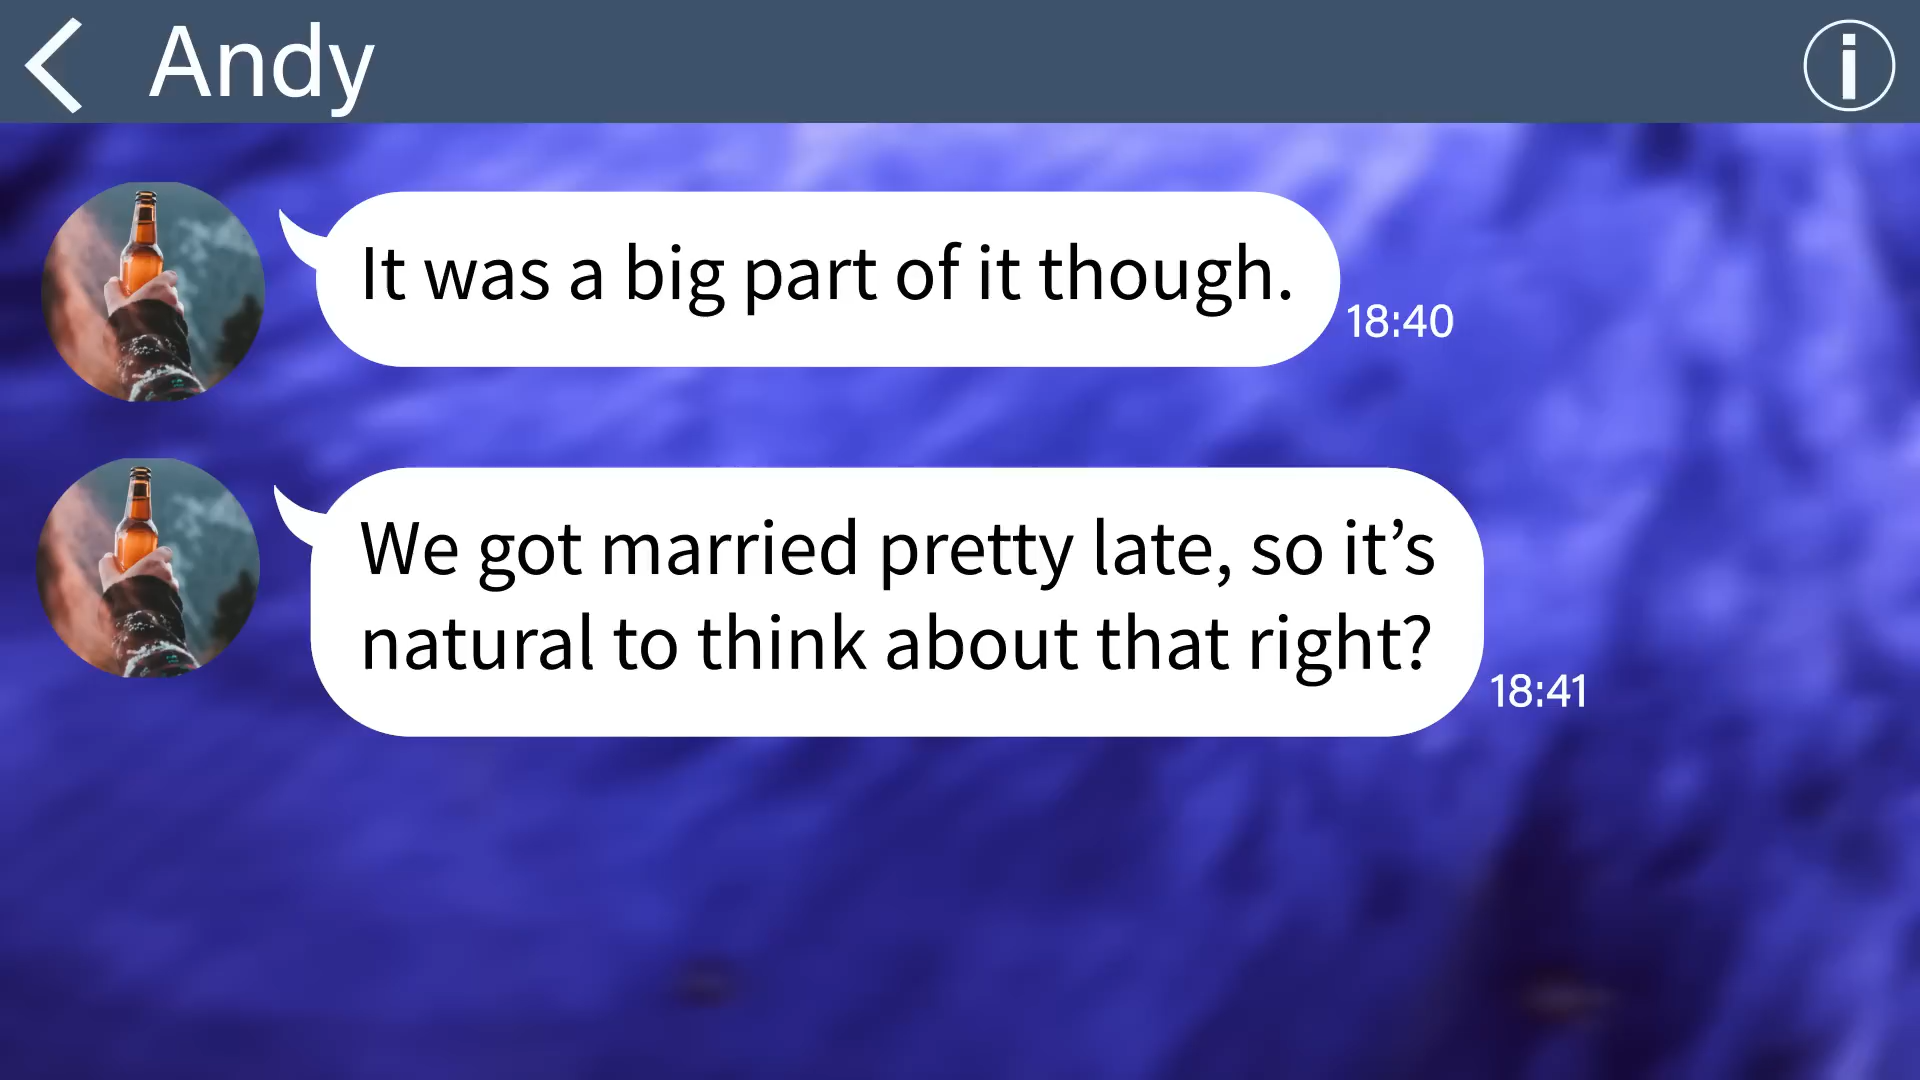 Andy
It was a big part of it though.
18:40
We got married pretty late, so it’s
natural to think about that right?
18:41